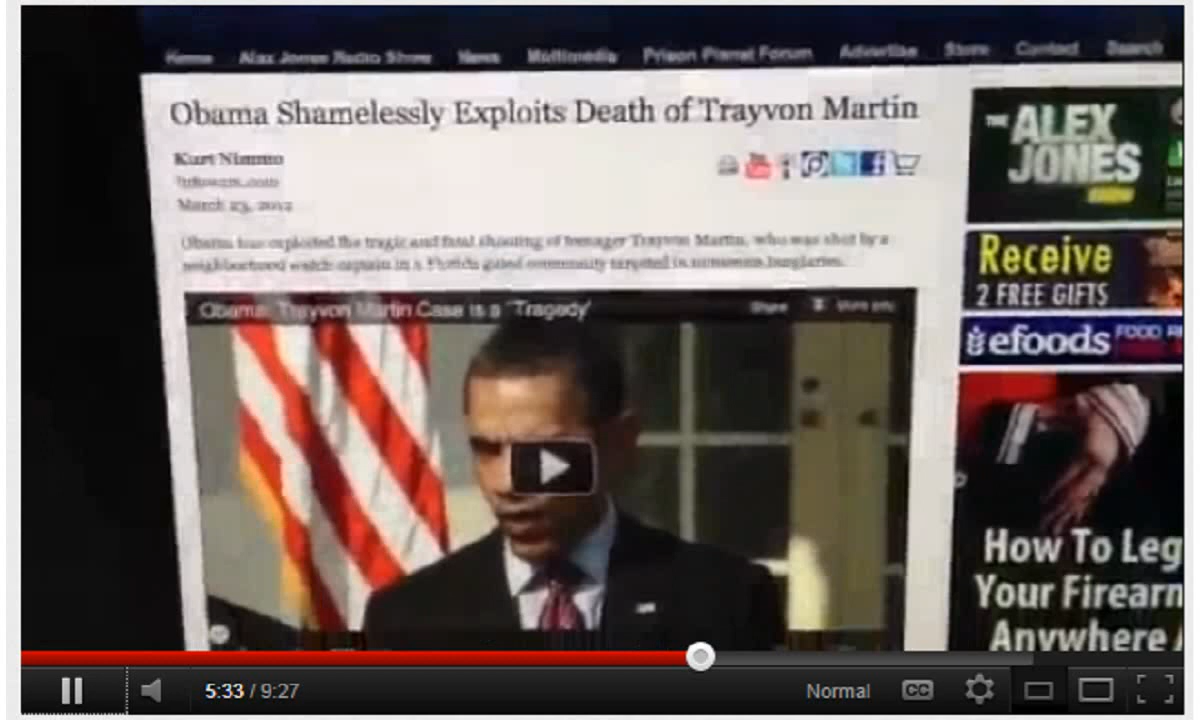 Home Alex Jones Radio Show News Multimedia Prison Planet Forum Advertise Store Contact Search
Obama Shamelessly Exploits Death of Trayvon Martin
Kurt Nimmo
Infowars.com
March 23, 2012
Obama has exploited the tragic and fatal shooting of teenager Trayvon Martin, who was shot by a
neighborhood watch captain in a Florida gated community targeted in numerous burglaries.
Obama: Trayvon Martin Case is a "Tragedy"
Share More info
THE ALEX
JONES
SHOW
Receive
2 FREE GIFTS
efoods FOOD
How To Leg
Your Firearm
Anywhere
5:33 / 9:27
Normal CC